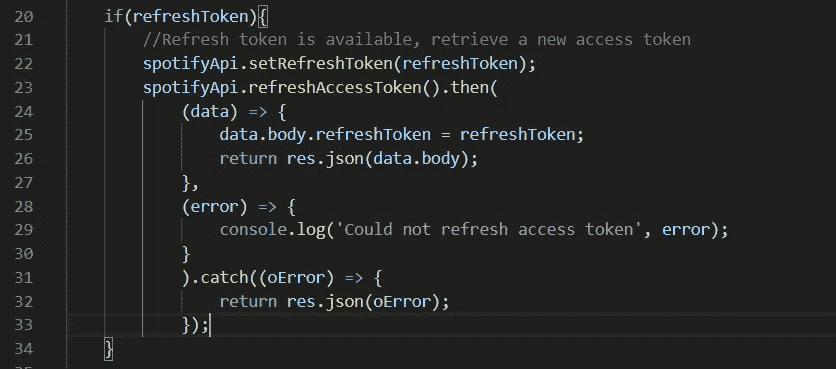 20 if(refreshToken){
21 //Refresh token is available, retrieve a new access token
22 spotifyApi.setRefreshToken(refreshToken);
23 spotifyApi.refreshAccessToken().then(
24 (data) => {
25 data.body.refreshToken = refreshToken;
26 return res.json(data.body);
27 },
28 (error) => {
29 console.log('Could not refresh access token', error);
30 }
31 ).catch((oError) => {
32 return res.json(oError);
33 });
34 }